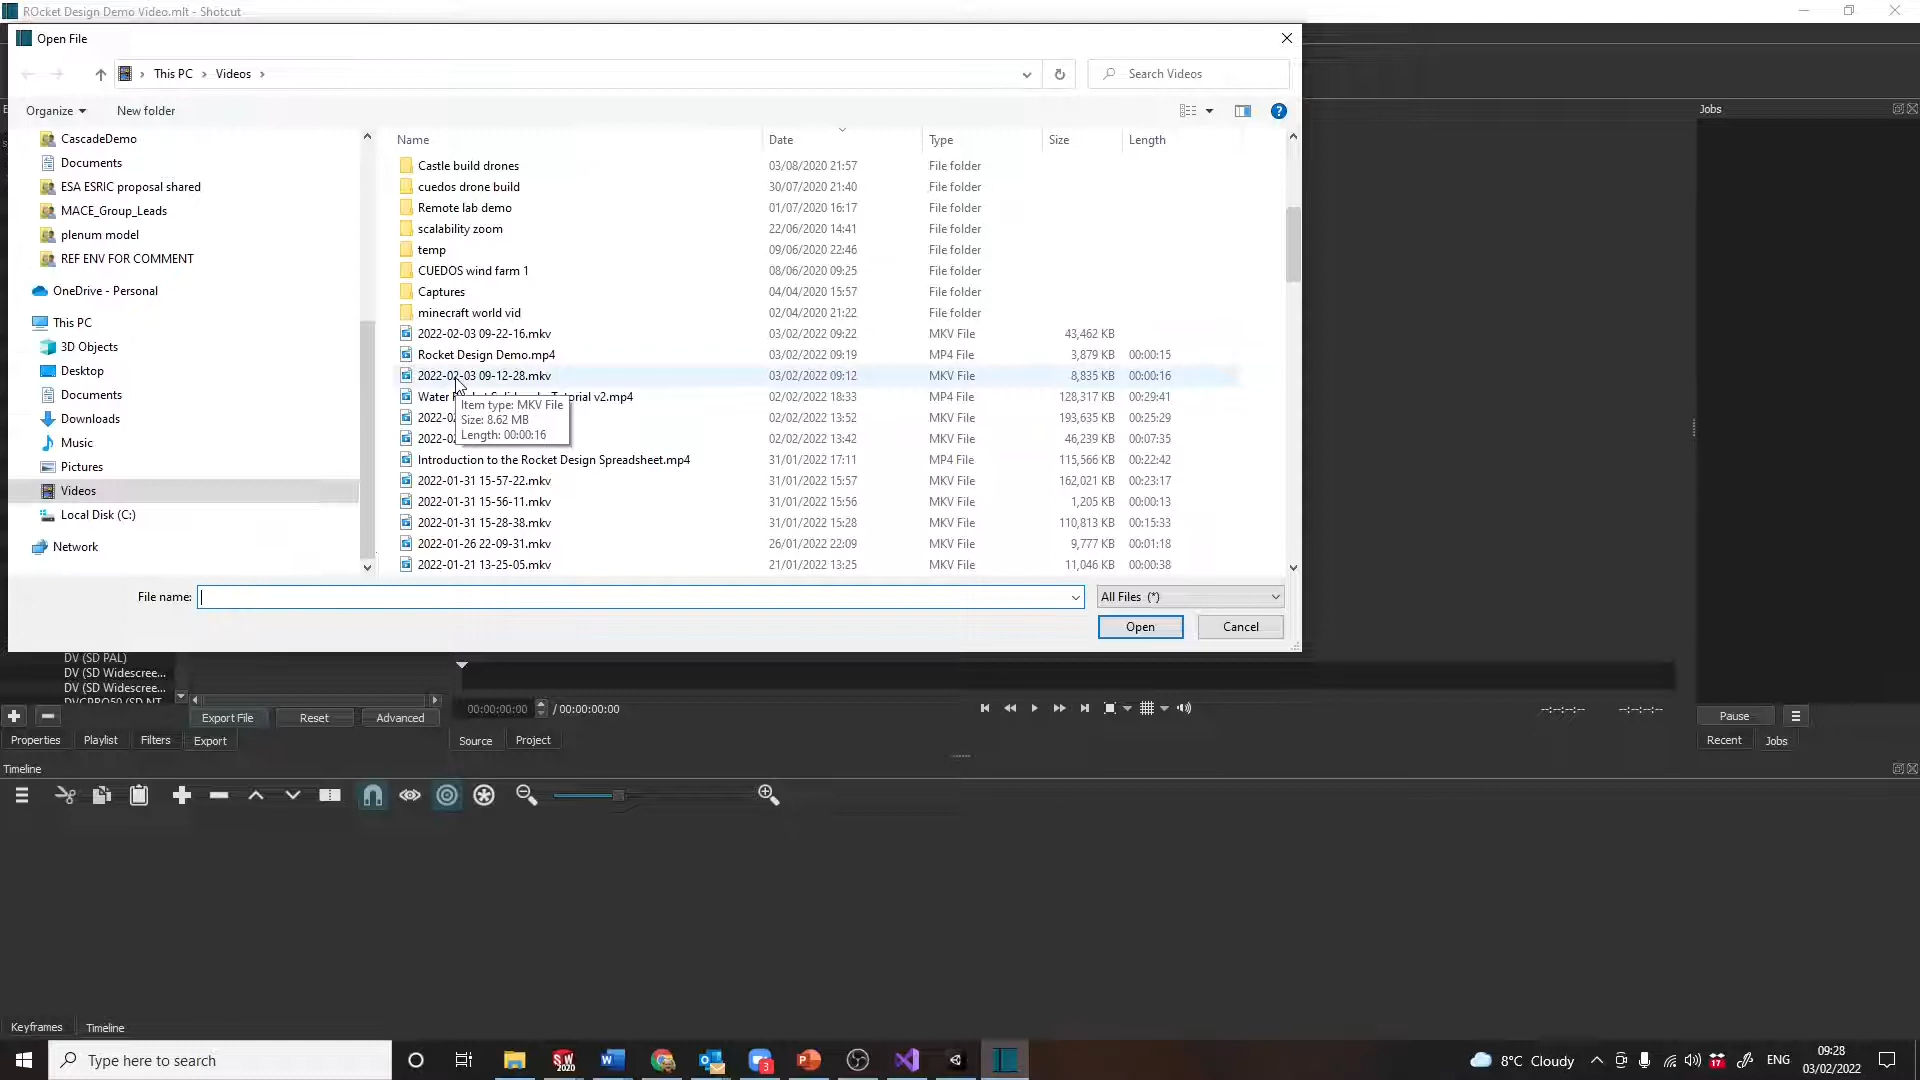 ROcket Design Demo Video.mlt - Shotcut
Open File
This PC > Videos >
Search Videos
Organize
New folder
Name Date Type Size Length
CascadeDemo
Documents
ESA ESRIC proposal shared
MACE_Group_Leads
plenum model
REF ENV FOR COMMENT
OneDrive - Personal
This PC
3D Objects
Desktop
Documents
Downloads
Music
Pictures
Videos
Local Disk (C:)
Network
Castle build drones 03/08/2020 21:57 File folder
cuedos drone build 30/07/2020 21:40 File folder
Remote lab demo 01/07/2020 16:17 File folder
scalability zoom 22/06/2020 14:41 File folder
temp 09/06/2020 22:46 File folder
CUEDOS wind farm 1 08/06/2020 09:25 File folder
Captures 04/04/2020 15:57 File folder
minecraft world vid 02/04/2020 21:22 File folder
2022-02-03 09-22-16.mkv 03/02/2022 09:22 MKV File 43,462 KB
Rocket Design Demo.mp4 03/02/2022 09:19 MP4 File 3,879 KB 00:00:15
2022-02-03 09-12-28.mkv 03/02/2022 09:12 MKV File 8,835 KB 00:00:16
Water Tutorial v2.mp4 02/02/2022 18:33 MP4 File 128,317 KB 00:29:41
2022-02 02/02/2022 13:52 MKV File 193,635 KB 00:25:29
2022-02 02/02/2022 13:42 MKV File 46,239 KB 00:07:35
Item type: MKV File
Size: 8.62 MB
Length: 00:00:16
Introduction to the Rocket Design Spreadsheet.mp4 31/01/2022 17:11 MP4 File 115,566 KB 00:22:42
2022-01-31 15-57-22.mkv 31/01/2022 15:57 MKV File 162,021 KB 00:23:17
2022-01-31 15-56-11.mkv 31/01/2022 15:56 MKV File 1,205 KB 00:00:13
2022-01-31 15-28-38.mkv 31/01/2022 15:28 MKV File 110,813 KB 00:15:33
2022-01-26 22-09-31.mkv 26/01/2022 22:09 MKV File 9,777 KB 00:01:18
2022-01-21 13-25-05.mkv 21/01/2022 13:25 MKV File 11,046 KB 00:00:38
File name:
All Files (*)
Open
Cancel
Jobs
DV (SD PAL)
DV (SD Widescree...
DV (SD Widescree...
Export File Reset Advanced
00:00:00:00 / 00:00:00:00
--:--:--:-- --:--:--:--
Pause
Properties Playlist Filters Export
Source Project
Recent Jobs
Timeline
Keyframes Timeline
Type here to search
SW
2020
3
8°C Cloudy
17
ENG
09:28
03/02/2022